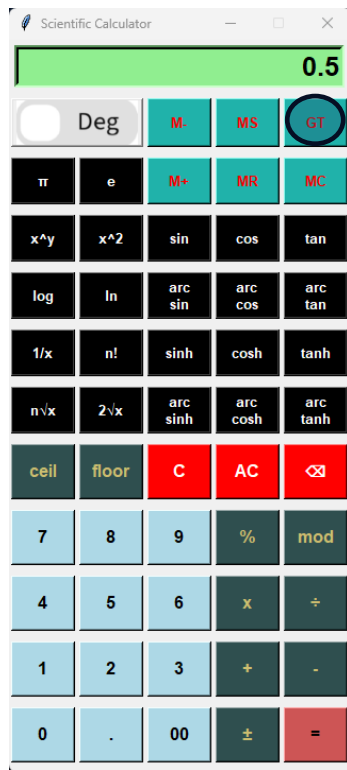 Scientific Calculator
0.5
Deg M- MS GT
π e M+ MR MC
x^y x^2 sin cos tan
log ln arc sin arc cos arc tan
1/x n! sinh cosh tanh
n√x 2√x arc sinh arc cosh arc tanh
ceil floor C AC ⌫
7 8 9 % mod
4 5 6 x ÷
1 2 3 + -
0 . 00 ± =